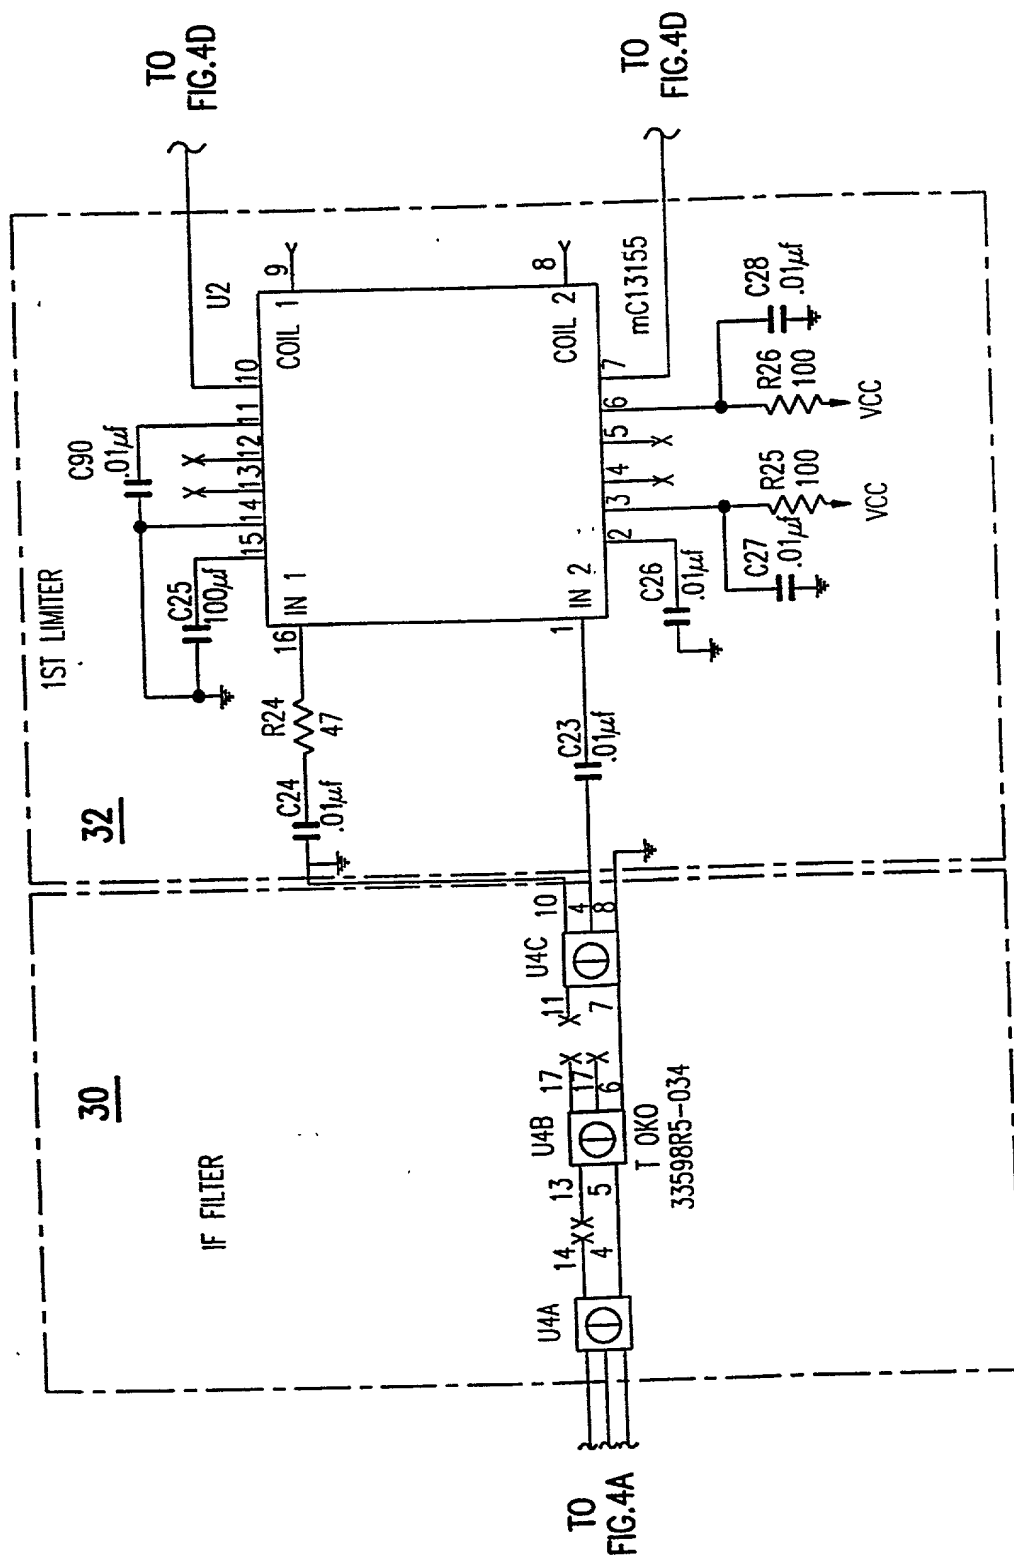 TO
FIG.4A
30
IF FILTER
U4A
14
4
13
5
U4B
T OKO
33598R5-034
17
17
6
11
7
U4C
10
4
8
32
1ST LIMITER
C24
.01µf
R24
47
C23
.01µf
C25
100µf
C90
.01µf
U2
mC13155
16
IN 1
1
IN 2
15
14
13
12
11
10
COIL 1
9
COIL 2
8
2
3
4
5
6
7
C26
.01µf
C27
.01µf
R25
100
VCC
R26
100
VCC
C28
.01µf
TO
FIG.4D
TO
FIG.4D